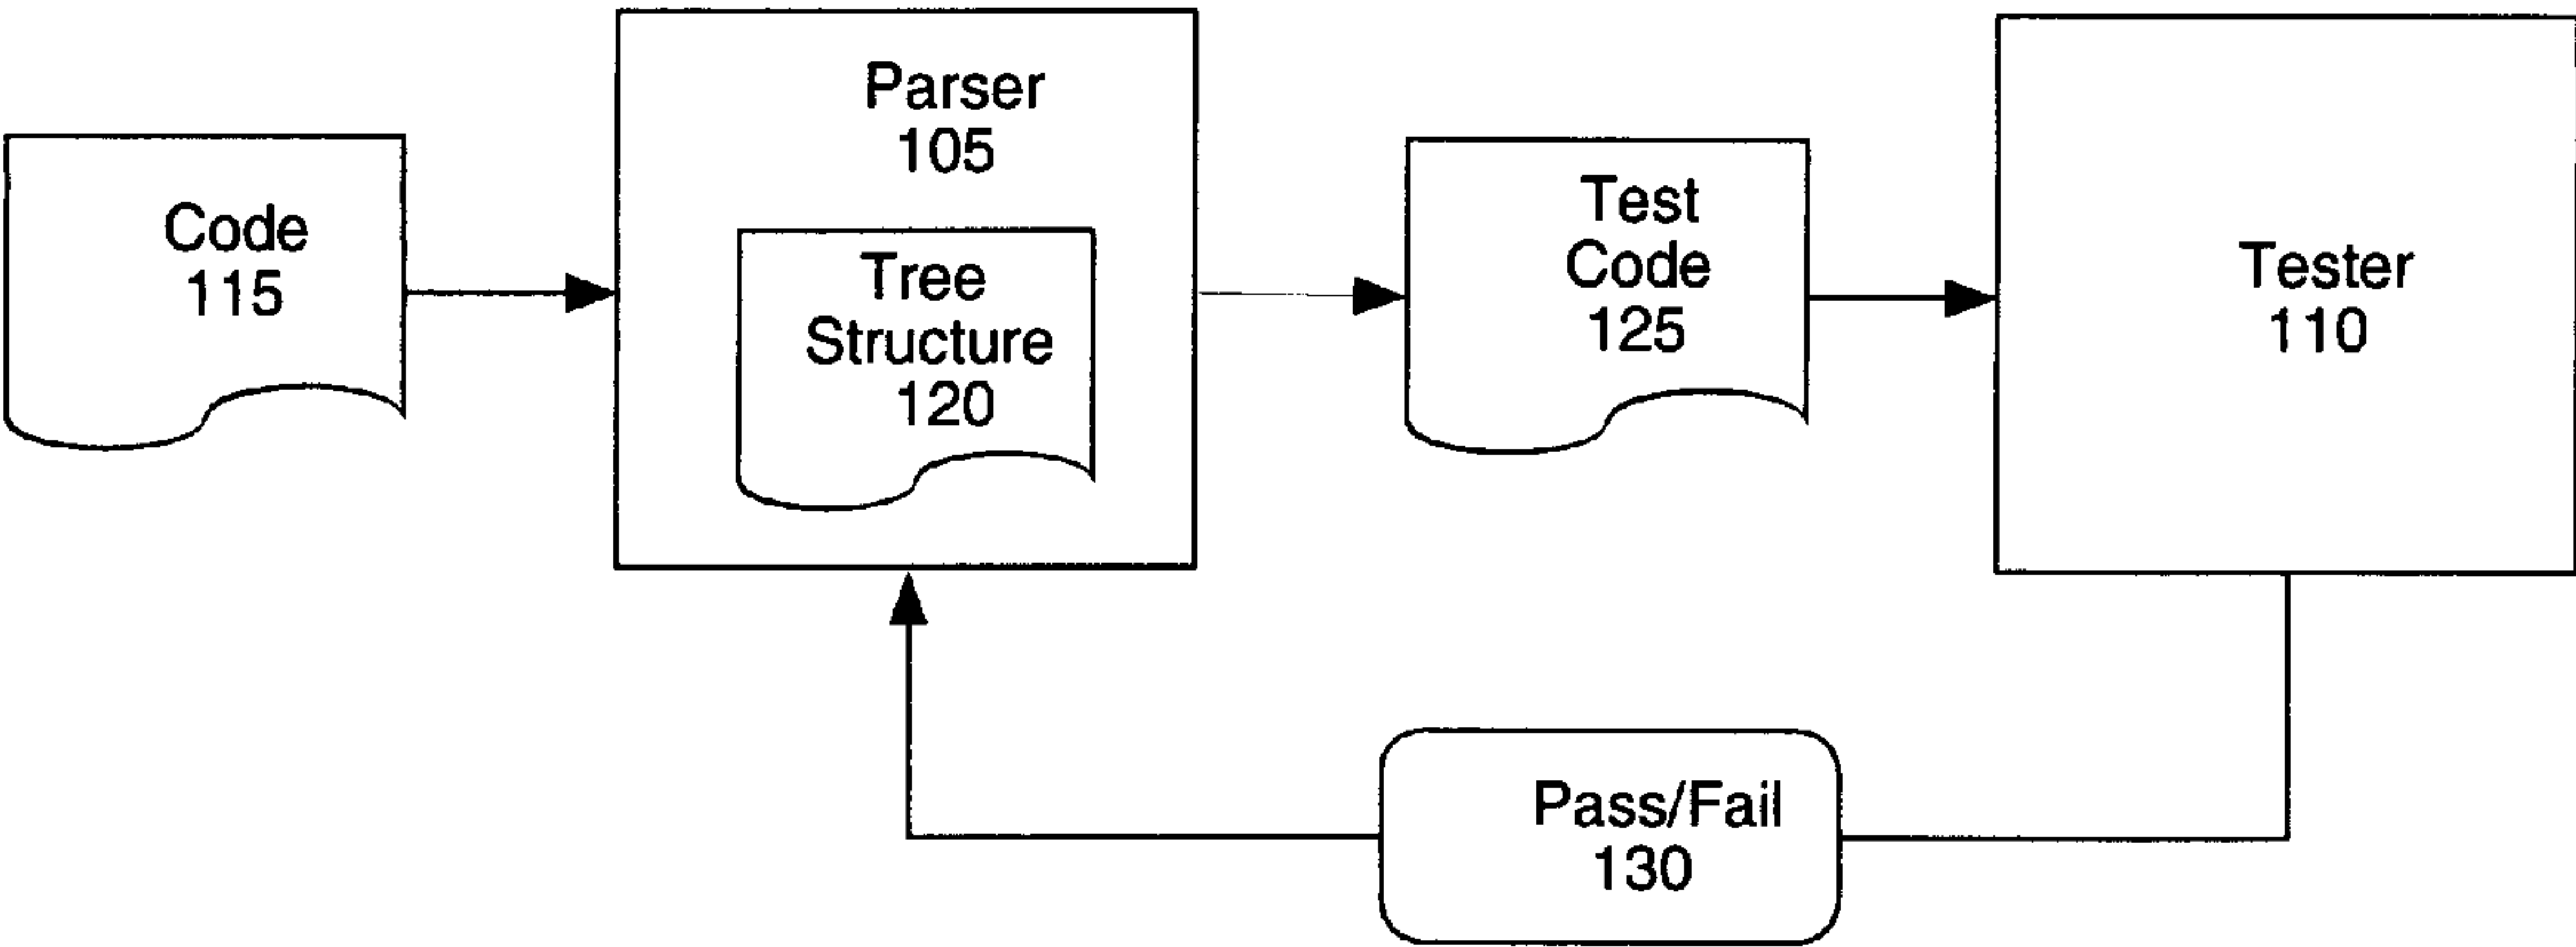 Parser
105
Code
115
Tree
Structure
120
Test
Code
125
Tester
110
Pass/Fail
130